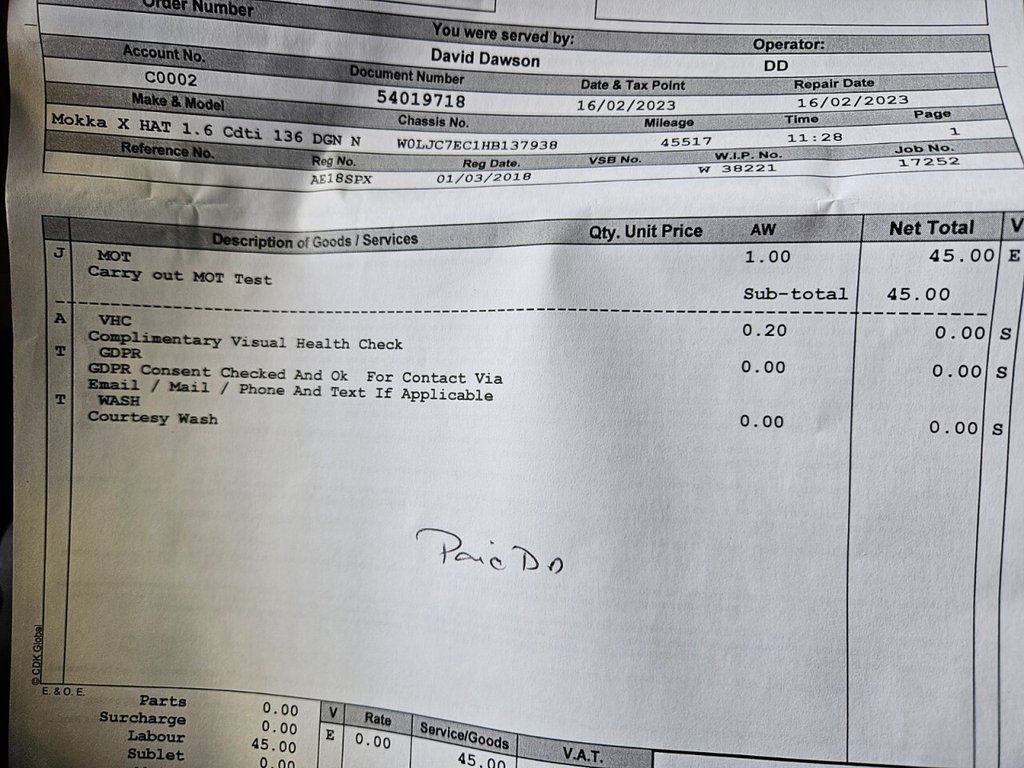 Order Number
You were served by:
Operator:
Account No.
David Dawson
DD
C0002
Document Number
Date & Tax Point
Repair Date
Make & Model
54019718
16/02/2023
16/02/2023
Mokka X HAT 1.6 Cdti 136 DGN N
Chassis No.
Mileage
Time
Page
W0LJC7EC1HB137938
45517
11:28
1
Reference No.
Reg No.
Reg Date.
VSB No.
W.I.P. No.
Job No.
AE18SPX
01/03/2018
W 38221
17252
Description of Goods / Services Qty. Unit Price AW Net Total V
J MOT 1.00 45.00 E
Carry out MOT Test
Sub-total 45.00
A VHC 0.20 0.00 S
Complimentary Visual Health Check
T GDPR 0.00 0.00 S
GDPR Consent Checked And Ok For Contact Via
Email / Mail / Phone And Text If Applicable
T WASH 0.00 0.00 S
Courtesy Wash
Paid DD
© CDK Global
E. & O. E.
Parts 0.00 V Rate Service/Goods V.A.T.
Surcharge 0.00 E 0.00 45.00
Labour 45.00
Sublet 0.00